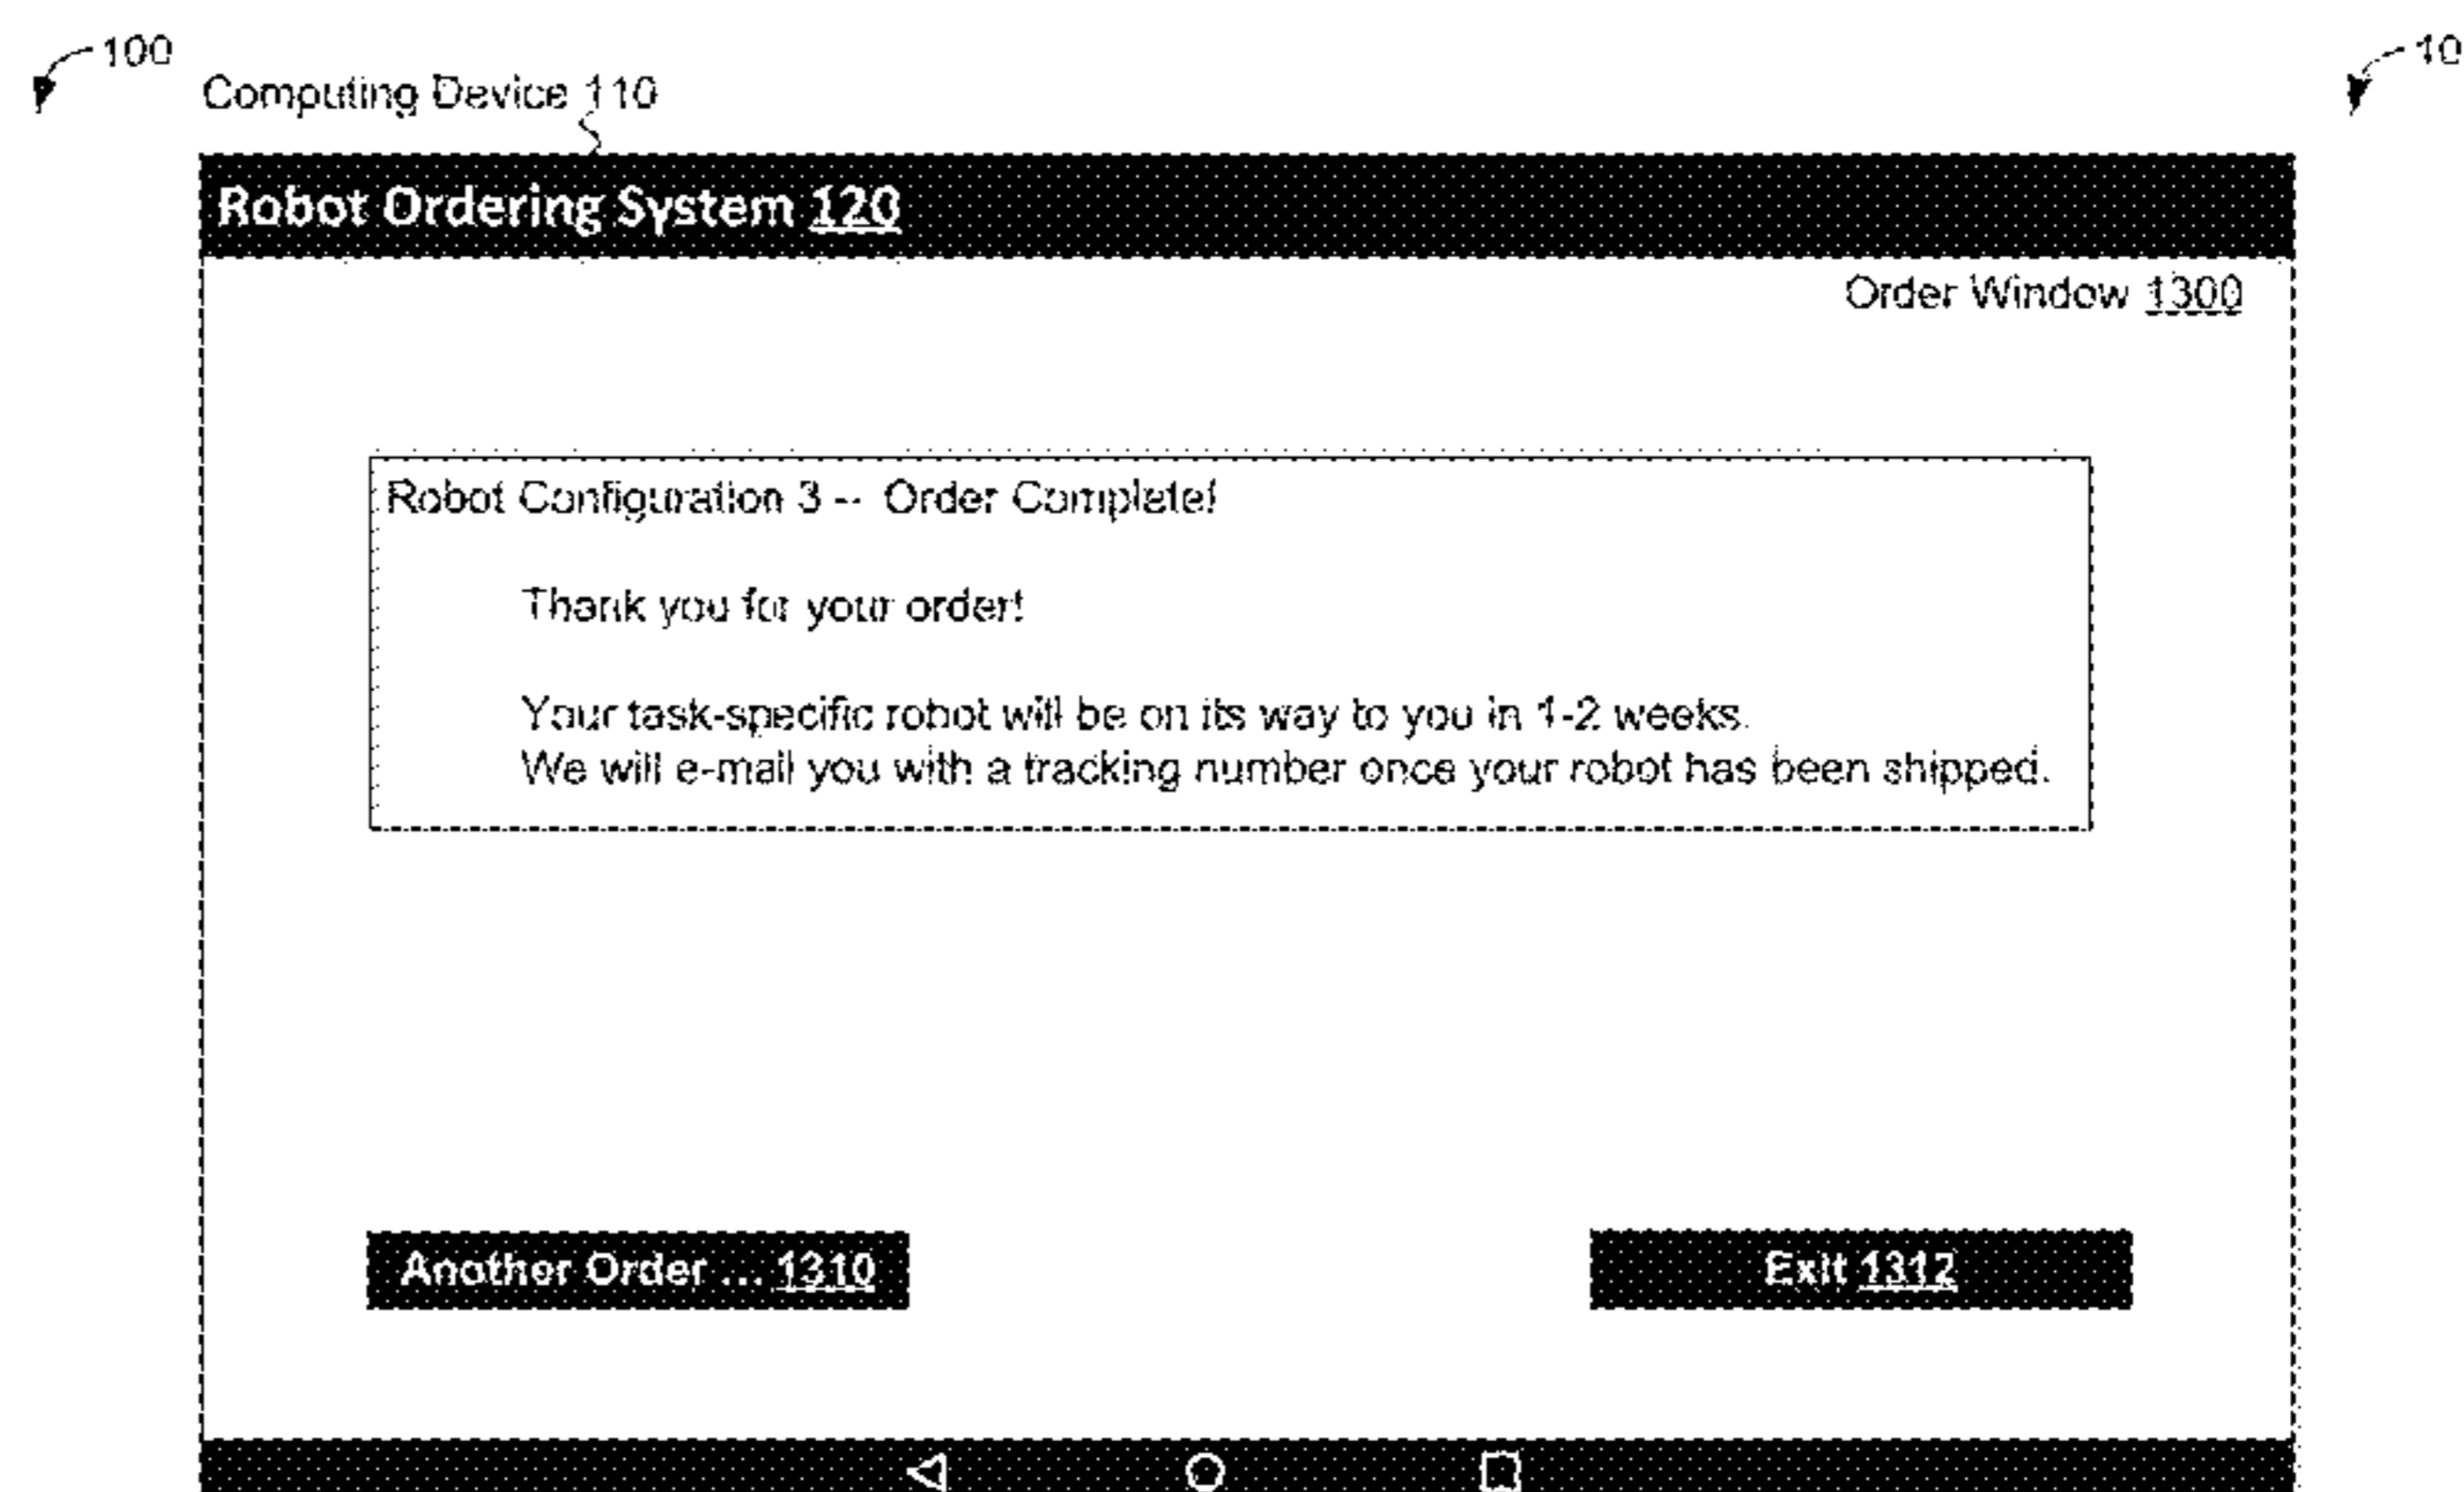 100
10
Computing Device 110
Robot Ordering System 120
Order Window 1300
Robot Configuration 3 -- Order Complete!
Thank you for your order!
Your task-specific robot will be on its way to you in 1-2 weeks.
We will e-mail you with a tracking number once your robot has been shipped.
Another Order ... 1310
Exit 1312